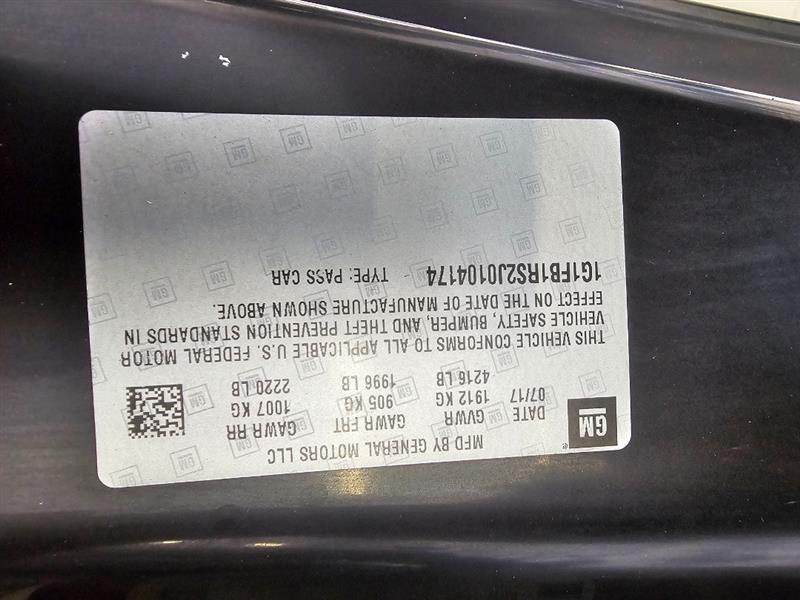 MFD BY GENERAL MOTORS LLC
GM
DATE GVWR GAWR FRT GAWR RR
07/17 1912 KG 905 KG 1007 KG
4216 LB 1996 LB 2220 LB
THIS VEHICLE CONFORMS TO ALL APPLICABLE U.S. FEDERAL MOTOR
VEHICLE SAFETY, BUMPER, AND THEFT PREVENTION STANDARDS IN
EFFECT ON THE DATE OF MANUFACTURE SHOWN ABOVE.
1G1FB1RS2J0104174 TYPE: PASS CAR